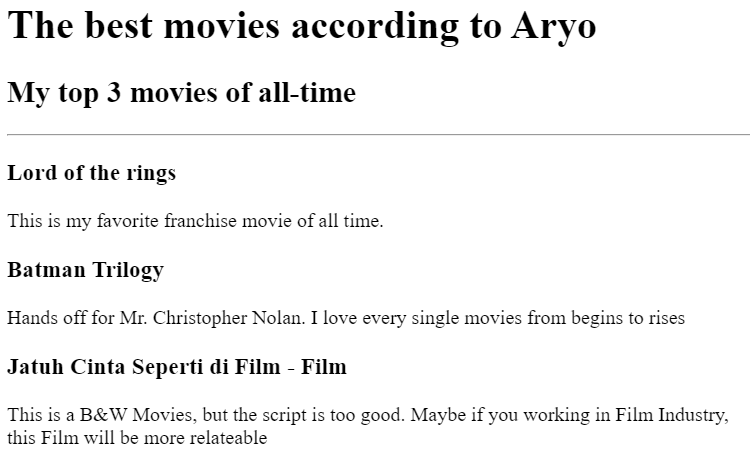 The best movies according to Aryo
My top 3 movies of all-time
Lord of the rings
This is my favorite franchise movie of all time.
Batman Trilogy
Hands off for Mr. Christopher Nolan. I love every single movies from begins to rises
Jatuh Cinta Seperti di Film - Film
This is a B&W Movies, but the script is too good. Maybe if you working in Film Industry,
this Film will be more relateable